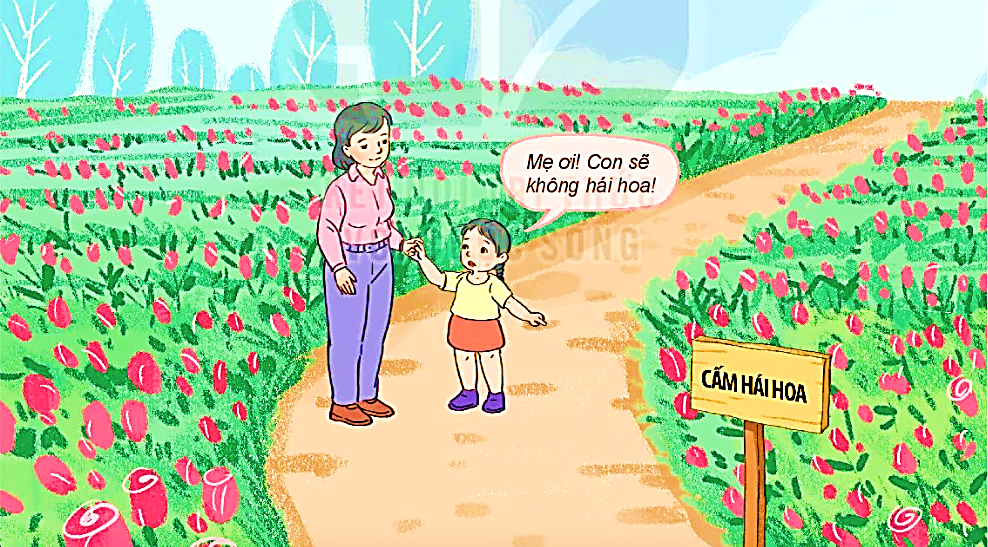 Mẹ ơi! Con sẽ
không hái hoa!
CẤM HÁI HOA